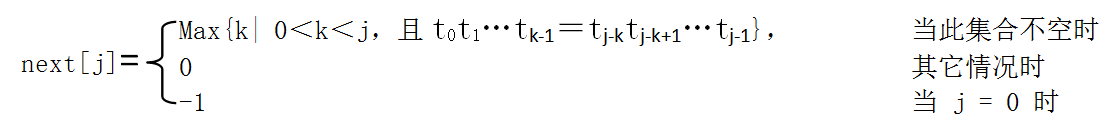 Max{k| 0＜k＜j，且 t₀t₁…tₖ₋₁＝tⱼ₋ₖtⱼ₋ₖ₊₁…tⱼ₋₁}， 当此集合不空时
next[j]= 0 其它情况时
-1 当 j = 0 时